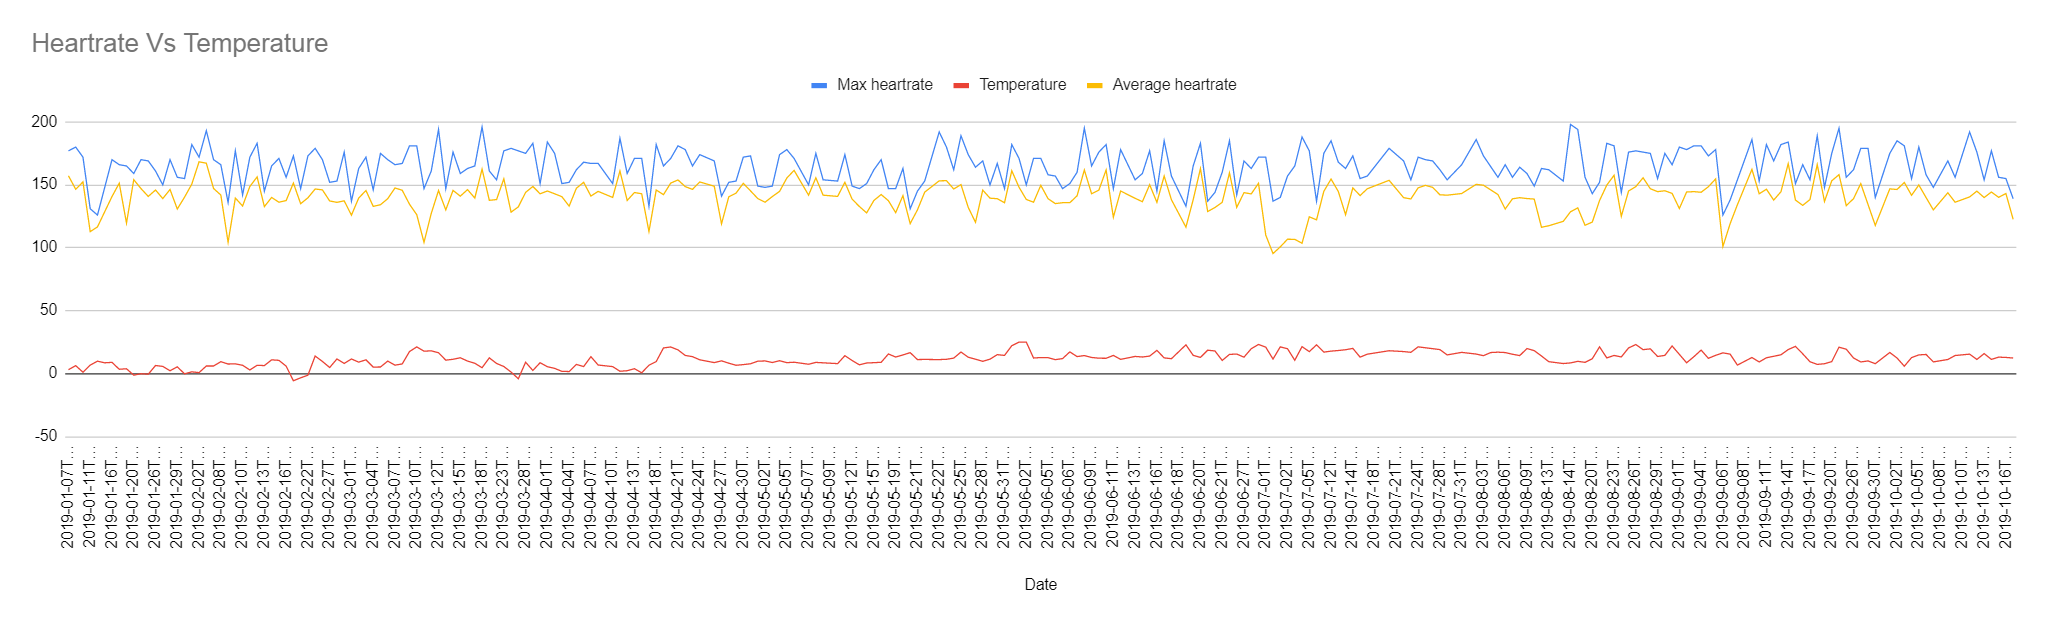 Heartrate Vs Temperature
Max heartrate
Temperature
Average heartrate
200
150
100
50
0
-50
2019-01-07T…
2019-01-11T…
2019-01-16T…
2019-01-20T…
2019-01-26T…
2019-01-29T…
2019-02-02T…
2019-02-08T…
2019-02-10T…
2019-02-13T…
2019-02-16T…
2019-02-22T…
2019-02-27T…
2019-03-01T…
2019-03-04T…
2019-03-07T…
2019-03-10T…
2019-03-12T…
2019-03-15T…
2019-03-18T…
2019-03-23T…
2019-03-28T…
2019-04-01T…
2019-04-04T…
2019-04-07T…
2019-04-10T…
2019-04-13T…
2019-04-18T…
2019-04-21T…
2019-04-24T…
2019-04-27T…
2019-04-30T…
2019-05-02T…
2019-05-05T…
2019-05-07T…
2019-05-09T…
2019-05-12T…
2019-05-15T…
2019-05-19T…
2019-05-21T…
2019-05-22T…
2019-05-25T…
2019-05-28T…
2019-05-31T…
2019-06-02T…
2019-06-05T…
2019-06-06T…
2019-06-09T…
2019-06-11T…
2019-06-13T…
2019-06-16T…
2019-06-18T…
2019-06-20T…
2019-06-21T…
2019-06-27T…
2019-07-01T…
2019-07-02T…
2019-07-05T…
2019-07-12T…
2019-07-14T…
2019-07-18T…
2019-07-21T…
2019-07-24T…
2019-07-28T…
2019-07-31T…
2019-08-03T…
2019-08-06T…
2019-08-09T…
2019-08-13T…
2019-08-14T…
2019-08-20T…
2019-08-23T…
2019-08-26T…
2019-08-29T…
2019-09-01T…
2019-09-04T…
2019-09-06T…
2019-09-08T…
2019-09-11T…
2019-09-14T…
2019-09-17T…
2019-09-20T…
2019-09-26T…
2019-09-30T…
2019-10-02T…
2019-10-05T…
2019-10-08T…
2019-10-10T…
2019-10-13T…
2019-10-16T…
Date